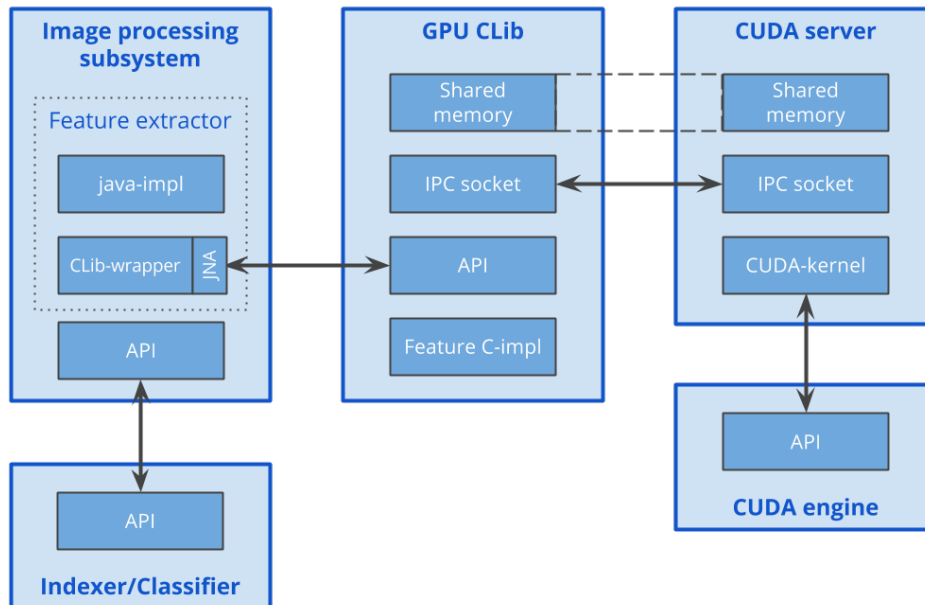 Image processing
subsystem
Feature extractor
java-impl
CLib-wrapper
JNA
API
API
Indexer/Classifier
GPU CLib
Shared
memory
IPC socket
API
Feature C-impl
CUDA server
Shared
memory
IPC socket
CUDA-kernel
API
CUDA engine